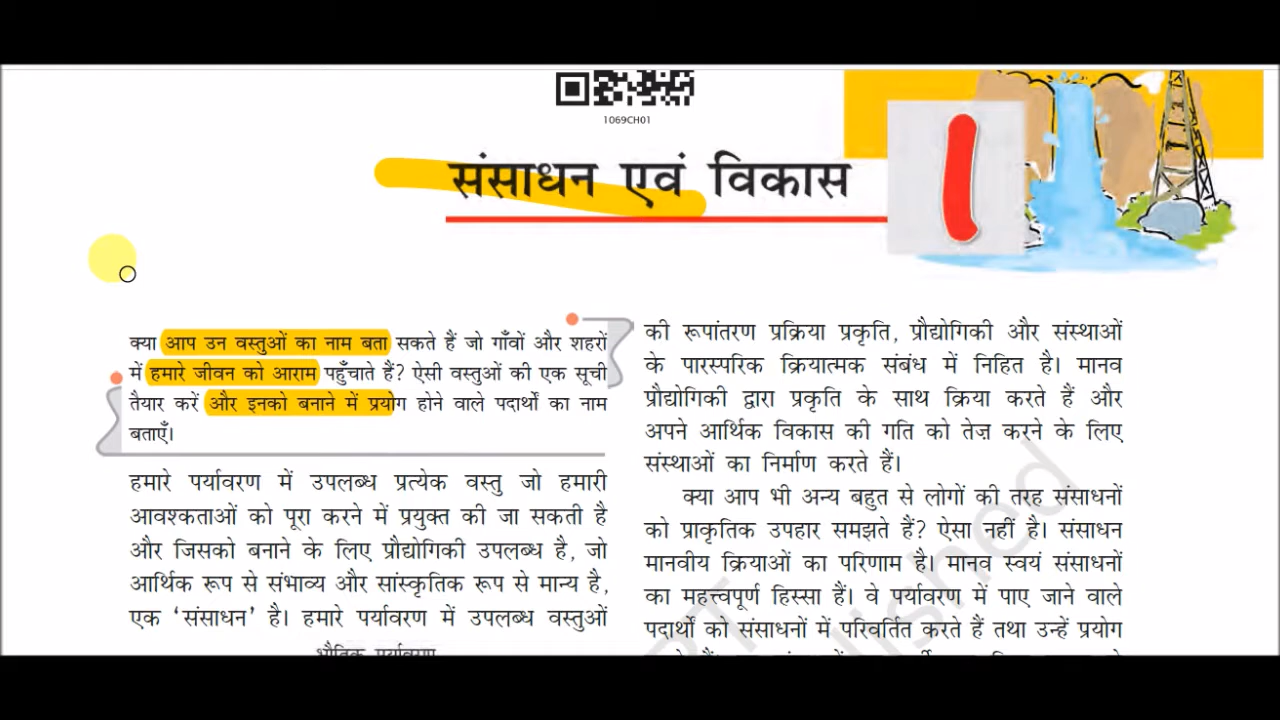 1069CH01
संसाधन एवं विकास
क्या आप उन वस्तुओं का नाम बता सकते हैं जो गाँवों और शहरों
में हमारे जीवन को आराम पहुँचाते हैं? ऐसी वस्तुओं की एक सूची
तैयार करें और इनको बनाने में प्रयोग होने वाले पदार्थों का नाम
बताएँ।
हमारे पर्यावरण में उपलब्ध प्रत्येक वस्तु जो हमारी
आवश्यकताओं को पूरा करने में प्रयुक्त की जा सकती है
और जिसको बनाने के लिए प्रौद्योगिकी उपलब्ध है, जो
आर्थिक रूप से संभाव्य और सांस्कृतिक रूप से मान्य है,
एक ‘संसाधन’ है। हमारे पर्यावरण में उपलब्ध वस्तुओं
भौतिक पर्यावरण
की रूपांतरण प्रक्रिया प्रकृति, प्रौद्योगिकी और संस्थाओं
के पारस्परिक क्रियात्मक संबंध में निहित है। मानव
प्रौद्योगिकी द्वारा प्रकृति के साथ क्रिया करते हैं और
अपने आर्थिक विकास की गति को तेज़ करने के लिए
संस्थाओं का निर्माण करते हैं।
क्या आप भी अन्य बहुत से लोगों की तरह संसाधनों
को प्राकृतिक उपहार समझते हैं? ऐसा नहीं है। संसाधन
मानवीय क्रियाओं का परिणाम है। मानव स्वयं संसाधनों
का महत्त्वपूर्ण हिस्सा हैं। वे पर्यावरण में पाए जाने वाले
पदार्थों को संसाधनों में परिवर्तित करते हैं तथा उन्हें प्रयोग